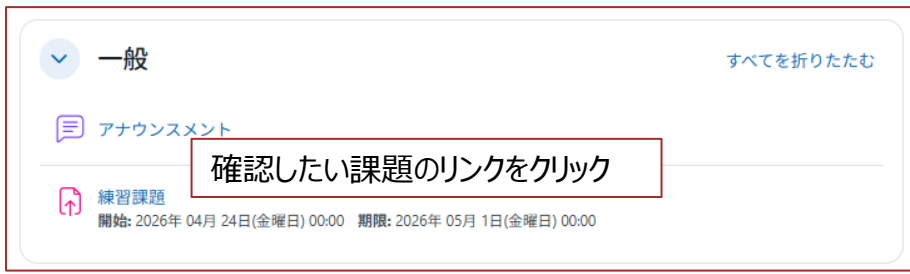 一般
すべてを折りたたむ
アナウンスメント
確認したい課題のリンクをクリック
練習課題
開始: 2026年 04月 24日(金曜日) 00:00 期限: 2026年 05月 1日(金曜日) 00:00